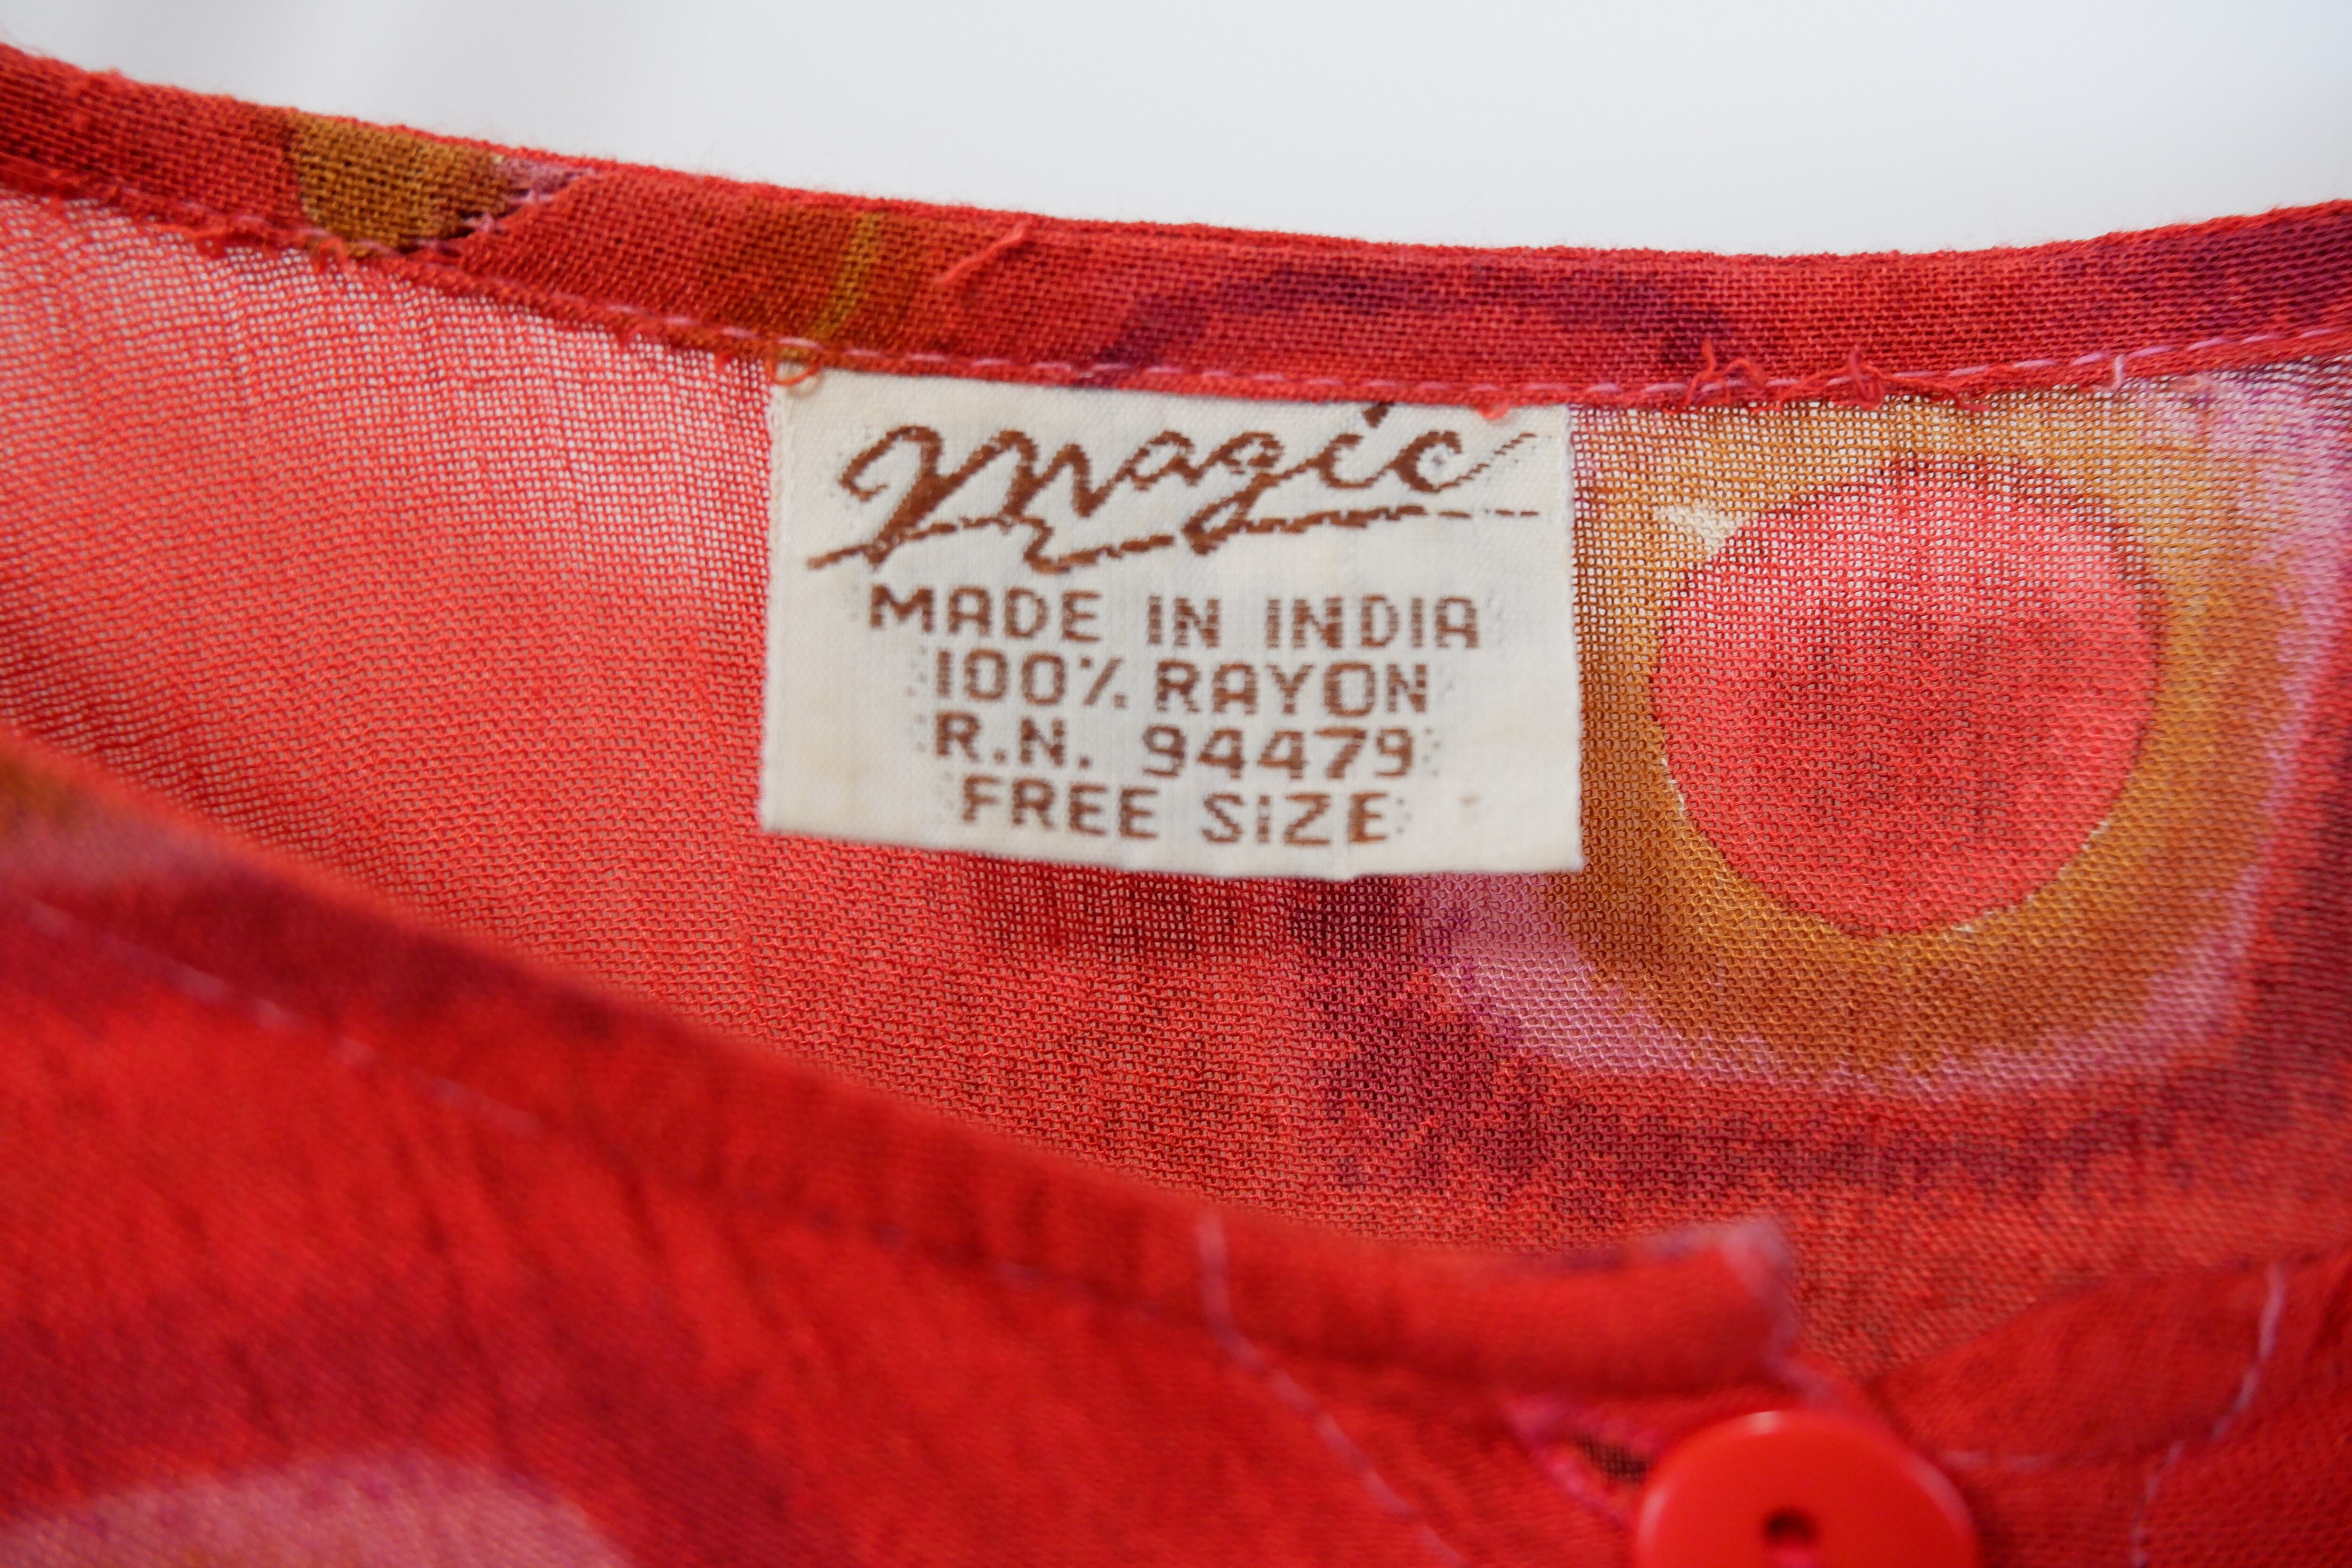 magic
MADE IN INDIA
100% RAYON
R.N. 94479
FREE SIZE